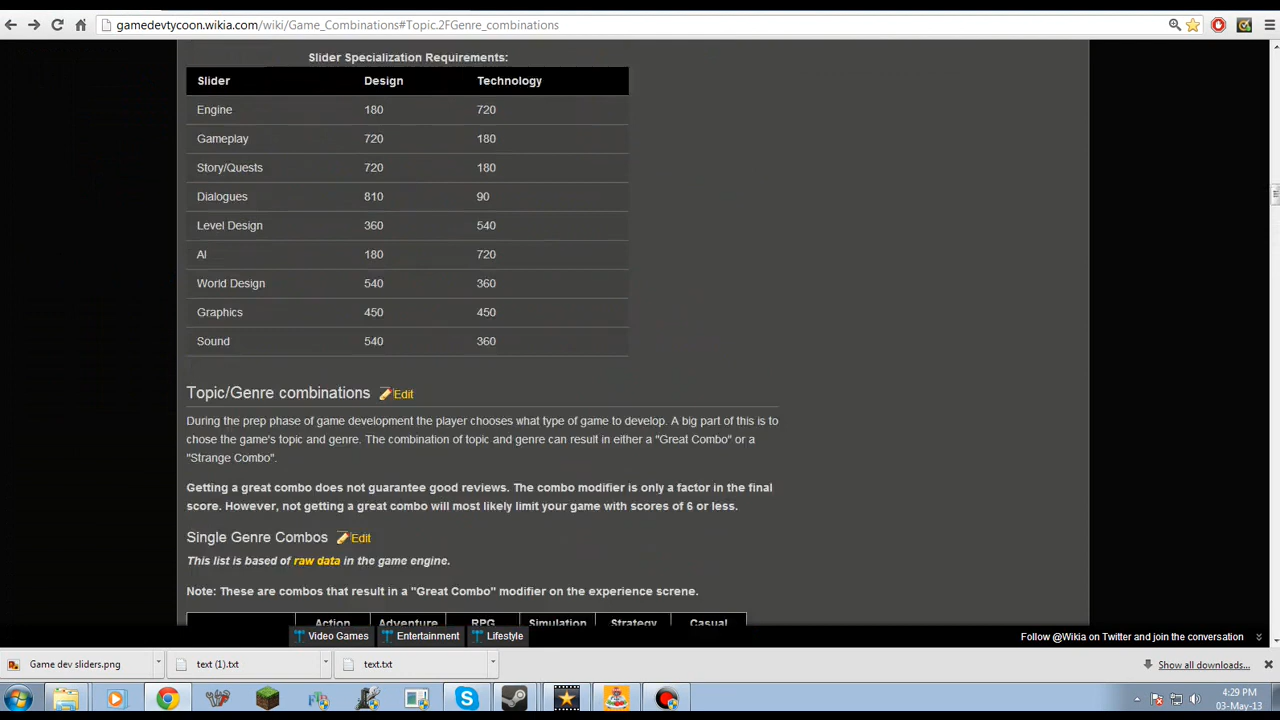 gamedevtycoon.wikia.com/wiki/Game_Combinations#Topic.2FGenre_combinations
Slider Specialization Requirements:
Slider Design Technology
Engine 180 720
Gameplay 720 180
Story/Quests 720 180
Dialogues 810 90
Level Design 360 540
AI 180 720
World Design 540 360
Graphics 450 450
Sound 540 360
Topic/Genre combinations Edit
During the prep phase of game development the player chooses what type of game to develop. A big part of this is to
chose the game's topic and genre. The combination of topic and genre can result in either a "Great Combo" or a
"Strange Combo".
Getting a great combo does not guarantee good reviews. The combo modifier is only a factor in the final
score. However, not getting a great combo will most likely limit your game with scores of 6 or less.
Single Genre Combos Edit
This list is based of raw data in the game engine.
Note: These are combos that result in a "Great Combo" modifier on the experience screne.
Action Adventure RPG Simulation Strategy Casual
Video Games Entertainment Lifestyle Follow @Wikia on Twitter and join the conversation
Game dev sliders.png text (1).txt text.txt Show all downloads...
4:29 PM
03-May-13